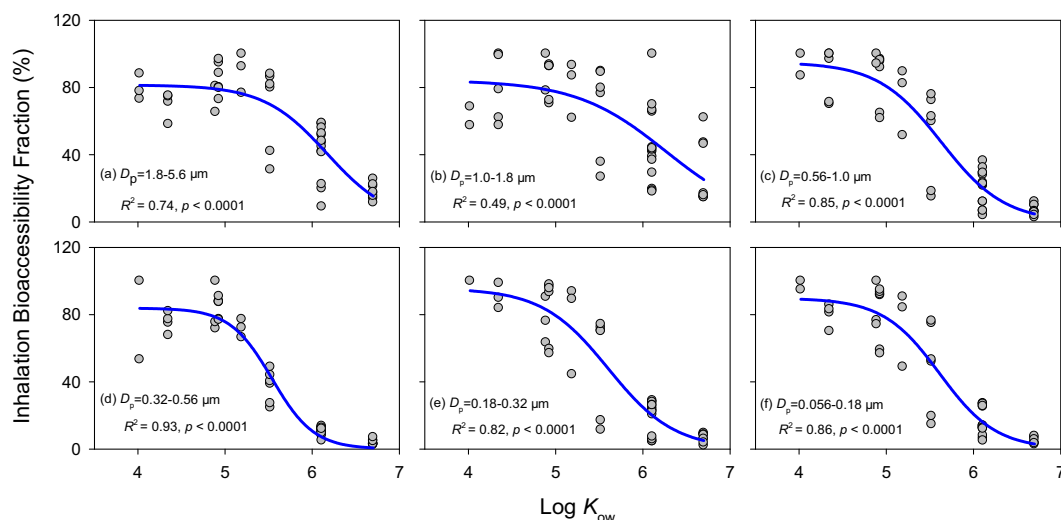 Inhalation Bioaccessibility Fraction (%)
120
80
40
0
(a) Dp=1.8-5.6 μm
R² = 0.74, p < 0.0001
(b) Dp=1.0-1.8 μm
R² = 0.49, p < 0.0001
(c) Dp=0.56-1.0 μm
R² = 0.85, p < 0.0001
120
80
40
0
(d) Dp=0.32-0.56 μm
R² = 0.93, p < 0.0001
(e) Dp=0.18-0.32 μm
R² = 0.82, p < 0.0001
(f) Dp=0.056-0.18 μm
R² = 0.86, p < 0.0001
4 5 6 7
4 5 6 7
4 5 6 7
Log Kow